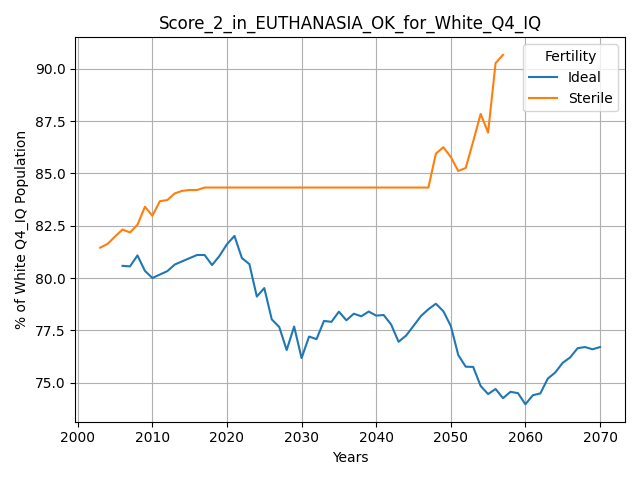 Score_2_in_EUTHANASIA_OK_for_White_Q4_IQ
% of White Q4_IQ Population
90.0
87.5
85.0
82.5
80.0
77.5
75.0
Fertility
Ideal
Sterile
2000 2010 2020 2030 2040 2050 2060 2070
Years